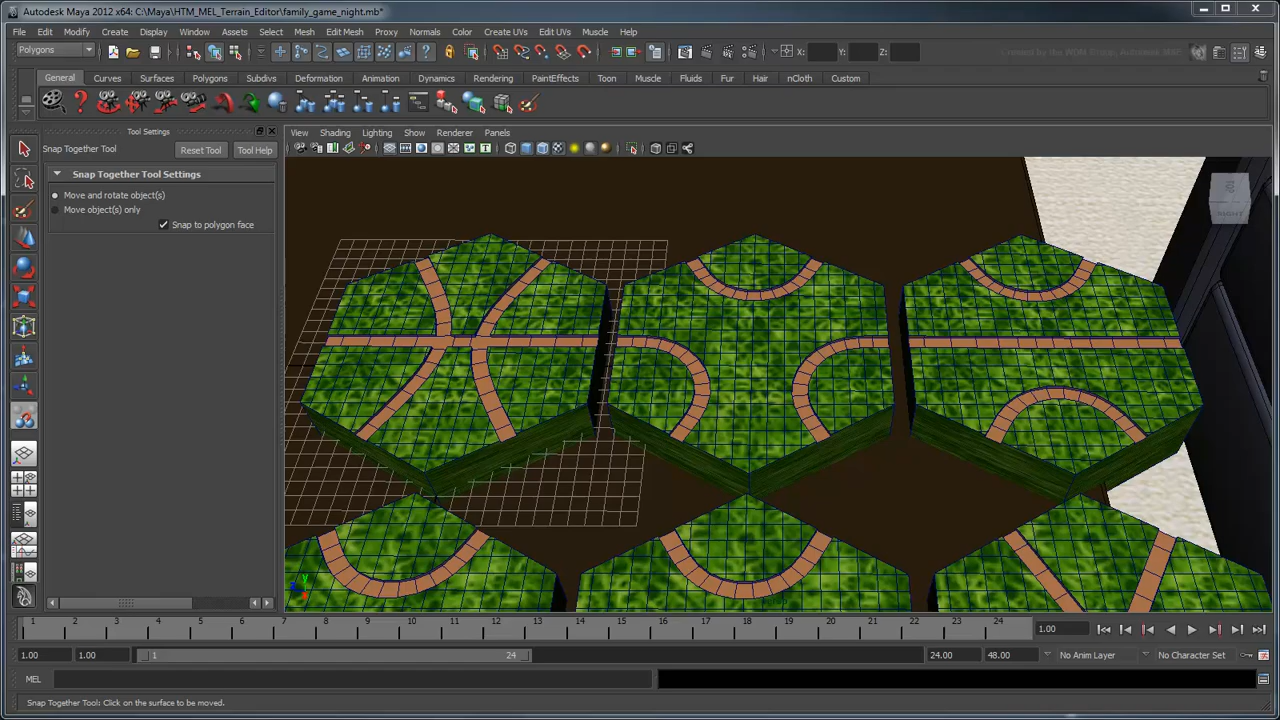 Autodesk Maya 2012 x64: C:\Maya\HTM_MEL_Terrain_Editor\family_game_night.mb*
File Edit Modify Create Display Window Assets Select Mesh Edit Mesh Proxy Normals Color Create UVs Edit UVs Muscle Help
Polygons X: Y: Z:
General Curves Surfaces Polygons Subdivs Deformation Animation Dynamics Rendering PaintEffects Toon Muscle Fluids Fur Hair nCloth Custom
Tool Settings
View Shading Lighting Show Renderer Panels
Snap Together Tool Reset Tool Tool Help
Snap Together Tool Settings
Move and rotate object(s)
Move object(s) only
Snap to polygon face
TOP
RIGHT
y
1 2 3 4 5 6 7 8 9 10 11 12 13 14 15 16 17 18 19 20 21 22 23 24 1.00
1.00 1.00 1 24 24.00 48.00 No Anim Layer No Character Set
MEL
Snap Together Tool: Click on the surface to be moved.